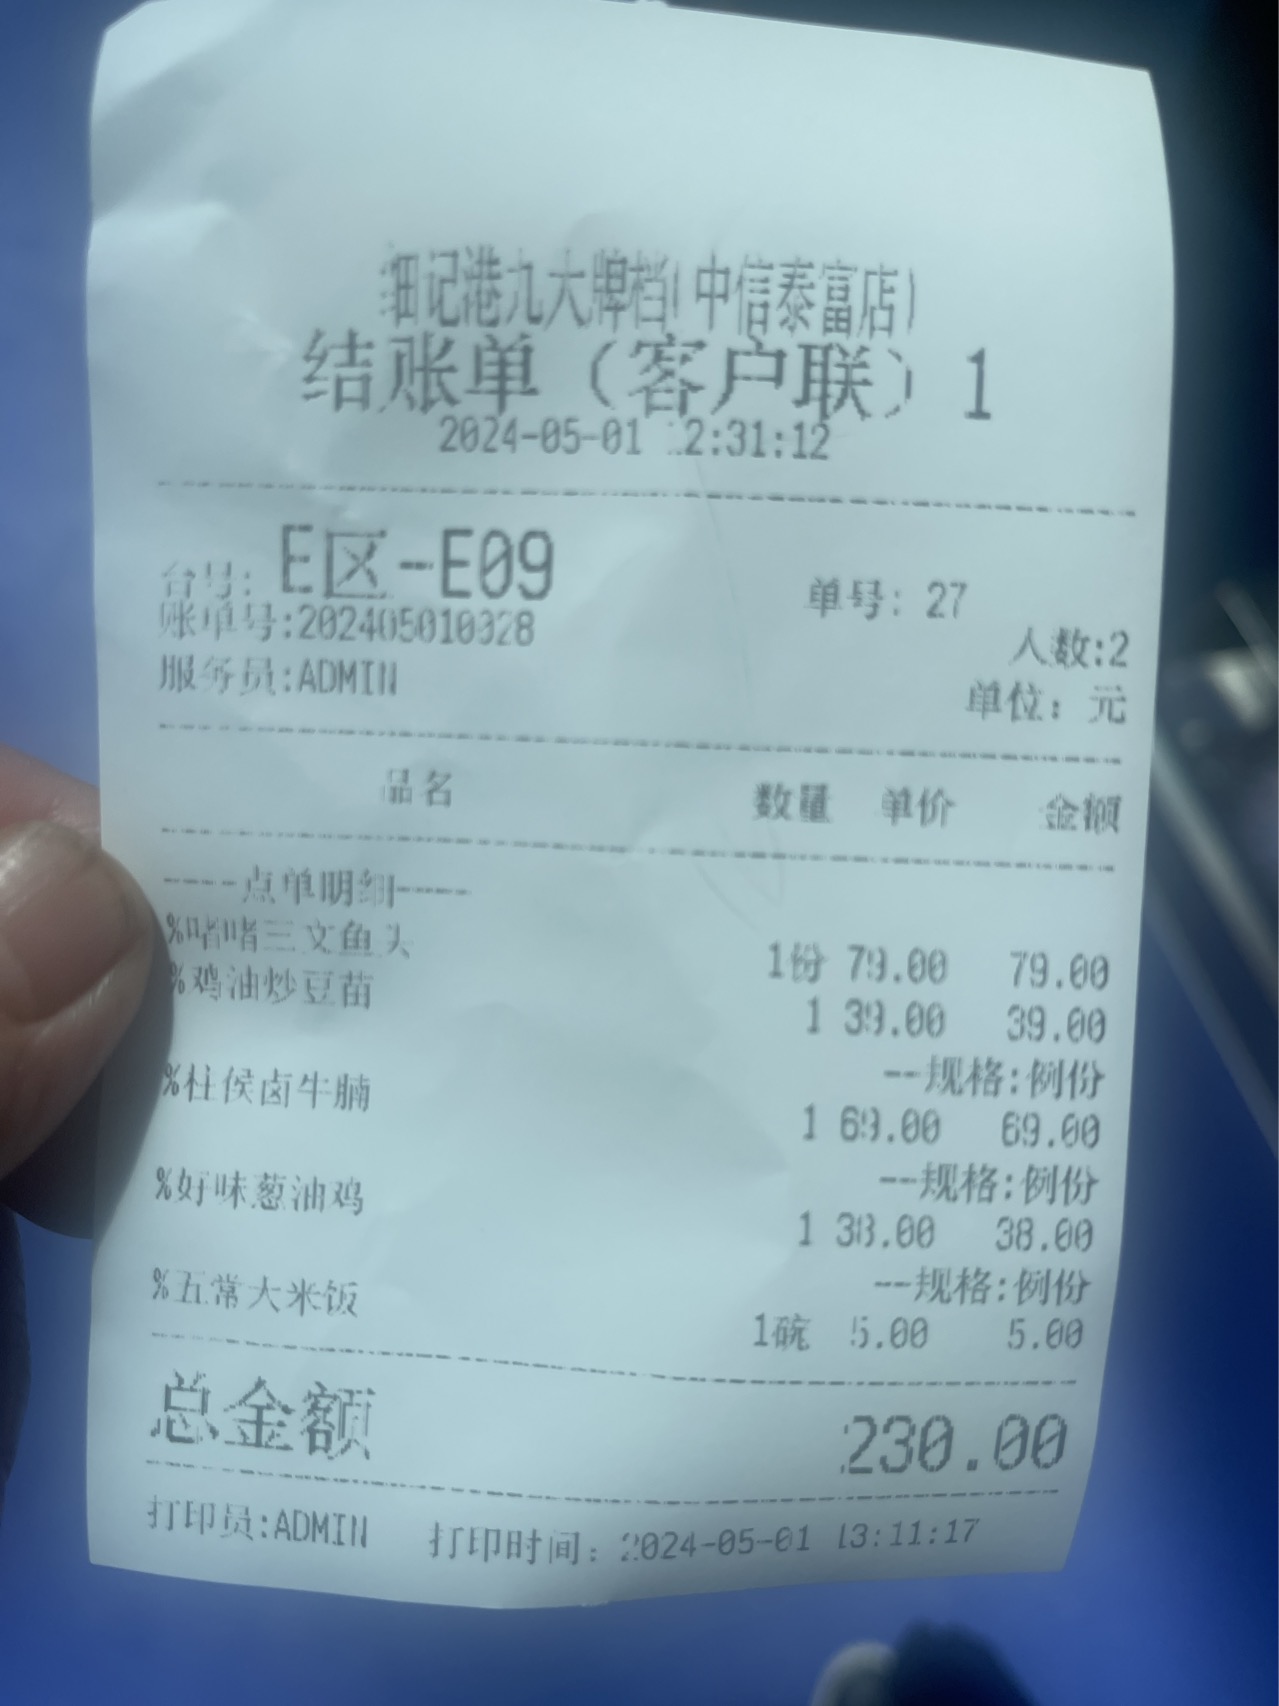 细记港九大牌档(中信泰富店)
结账单（客户联）1
2024-05-01 12:31:12
台号: E区-E09 单号: 27
账单号:202405010028 人数:2
服务员:ADMIN 单位: 元
品名 数量 单价 金额
----点单明细----
%啫啫三文鱼头 1份 79.00 79.00
%鸡油炒豆苗 1 39.00 39.00
--规格:例份
%柱侯卤牛腩 1 69.00 69.00
--规格:例份
%好味葱油鸡 1 38.00 38.00
--规格:例份
%五常大米饭 1碗 5.00 5.00
总金额 230.00
打印员:ADMIN 打印时间: 2024-05-01 13:11:17